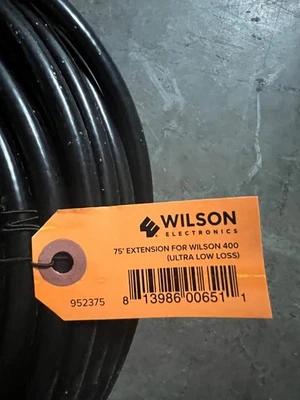 WILSON
ELECTRONICS
75' EXTENSION FOR WILSON 400
(ULTRA LOW LOSS)
952375
8 13986 00651 1